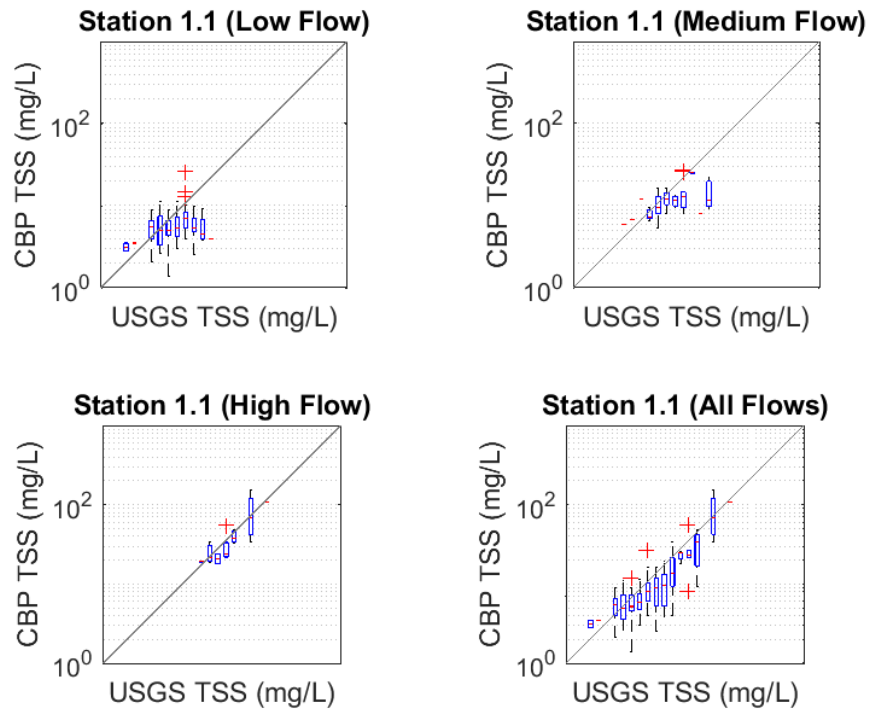 Station 1.1 (Low Flow)
CBP TSS (mg/L)
10^2
10^0
USGS TSS (mg/L)
Station 1.1 (Medium Flow)
CBP TSS (mg/L)
10^2
10^0
USGS TSS (mg/L)
Station 1.1 (High Flow)
CBP TSS (mg/L)
10^2
10^0
USGS TSS (mg/L)
Station 1.1 (All Flows)
CBP TSS (mg/L)
10^2
10^0
USGS TSS (mg/L)